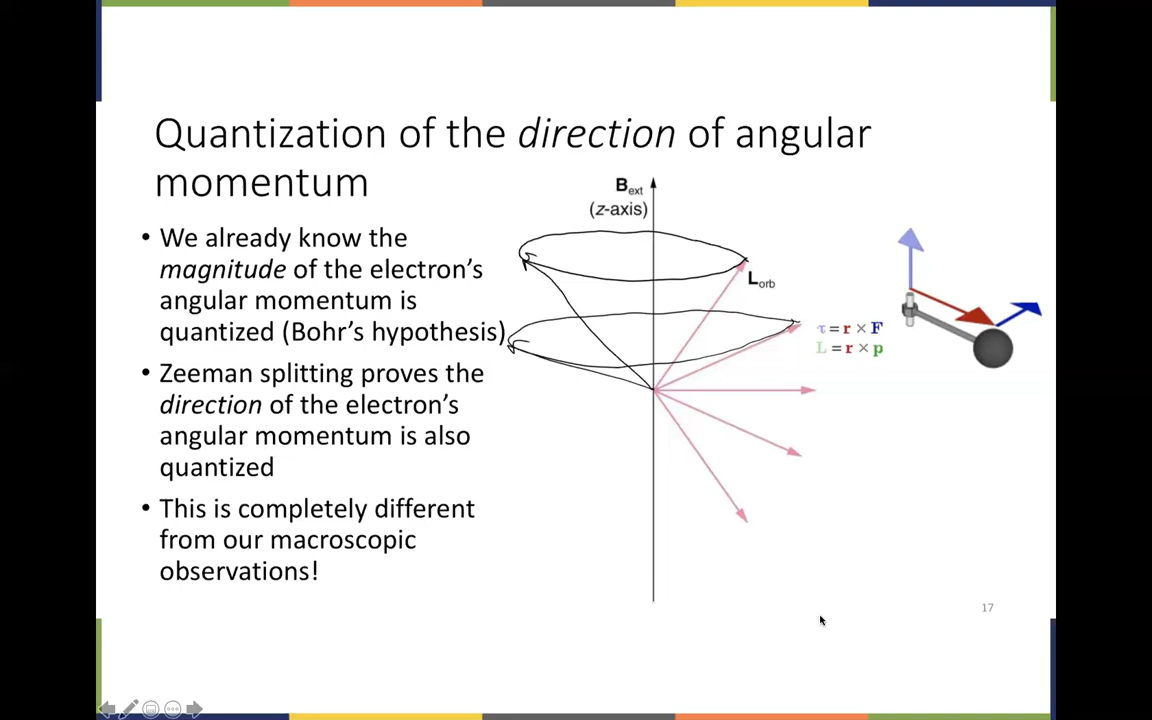 Quantization of the direction of angular
momentum
• We already know the
magnitude of the electron’s
angular momentum is
quantized (Bohr’s hypothesis)
• Zeeman splitting proves the
direction of the electron’s
angular momentum is also
quantized
• This is completely different
from our macroscopic
observations!
Bext
(z-axis)
Lorb
τ = r × F
L = r × p
17